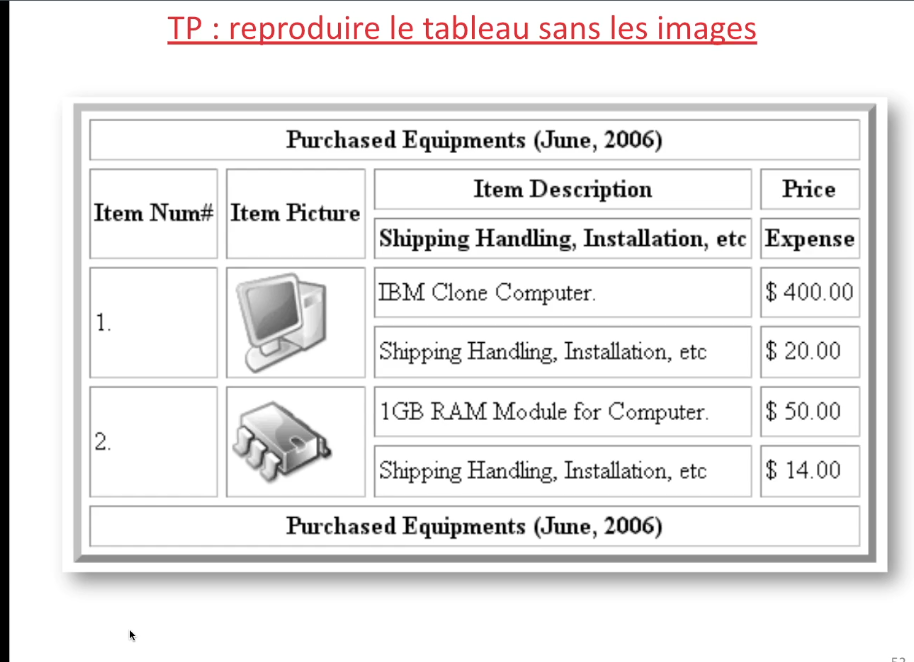 TP : reproduire le tableau sans les images
Purchased Equipments (June, 2006)
Item Num#
Item Picture
Item Description
Price
Shipping Handling, Installation, etc
Expense
1.
IBM Clone Computer.
$ 400.00
Shipping Handling, Installation, etc
$ 20.00
2.
1GB RAM Module for Computer.
$ 50.00
Shipping Handling, Installation, etc
$ 14.00
Purchased Equipments (June, 2006)